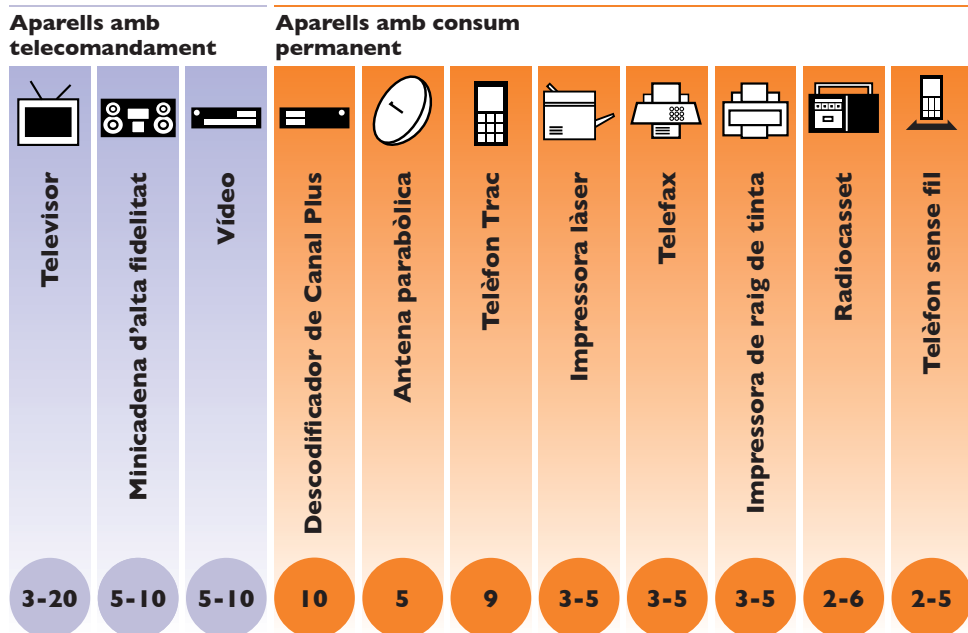 Aparells amb
telecomandament
Aparells amb consum
permanent
Televisor
Minicadena d'alta fidelitat
Vídeo
Descodificador de Canal Plus
Antena parabòlica
Telèfon Trac
Impressora làser
Telefax
Impressora de raig de tinta
Radiocasset
Telèfon sense fil
3-20
5-10
5-10
10
5
9
3-5
3-5
3-5
2-6
2-5